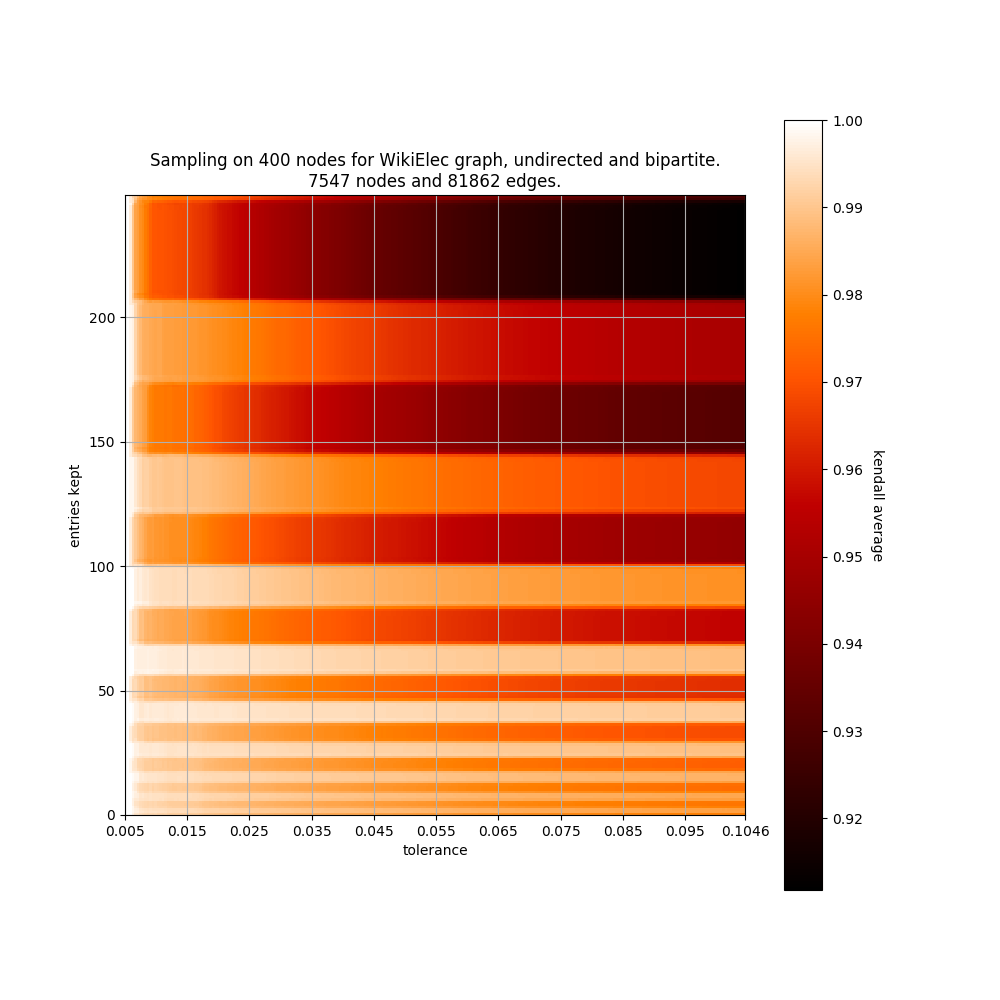 Sampling on 400 nodes for WikiElec graph, undirected and bipartite.
7547 nodes and 81862 edges.
200
150
100
50
0
entries kept
0.005 0.015 0.025 0.035 0.045 0.055 0.065 0.075 0.085 0.095 0.1046
tolerance
1.00
0.99
0.98
0.97
0.96
0.95
0.94
0.93
0.92
kendall average